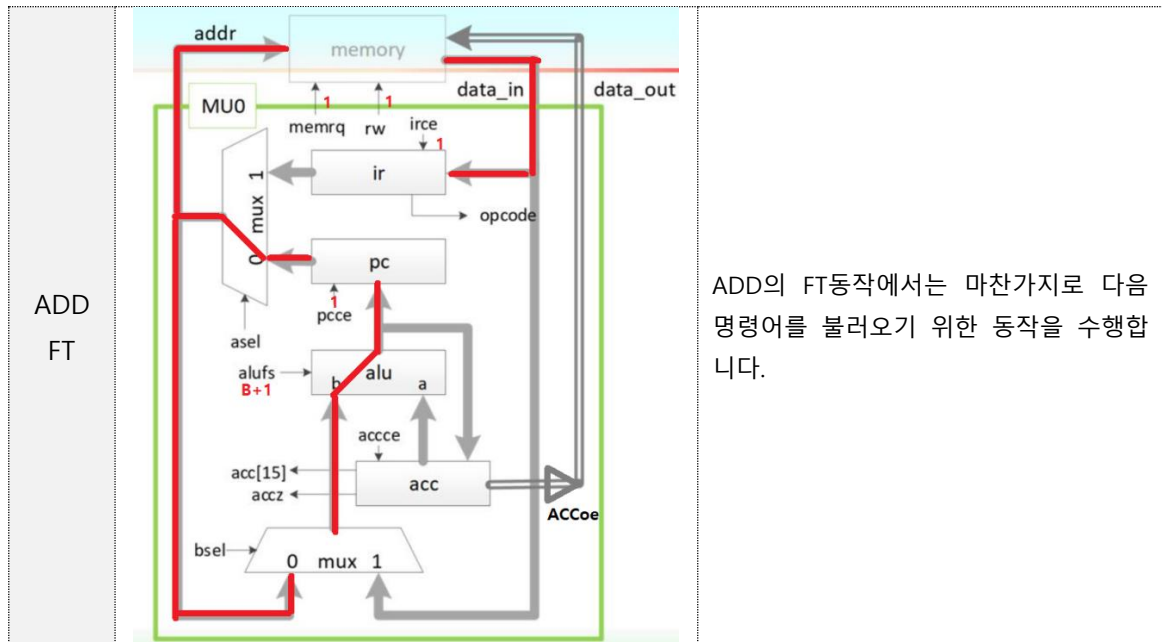 ADD
FT
addr
memory
data_in
data_out
MU0
1
1
memrq
rw
irce
1
mux 1
0
ir
opcode
pc
1
pcce
asel
alufs
B+1
b
alu
a
accce
acc[15]
accz
acc
ACCoe
bsel
0 mux 1
ADD의 FT동작에서는 마찬가지로 다음
명령어를 불러오기 위한 동작을 수행합
니다.